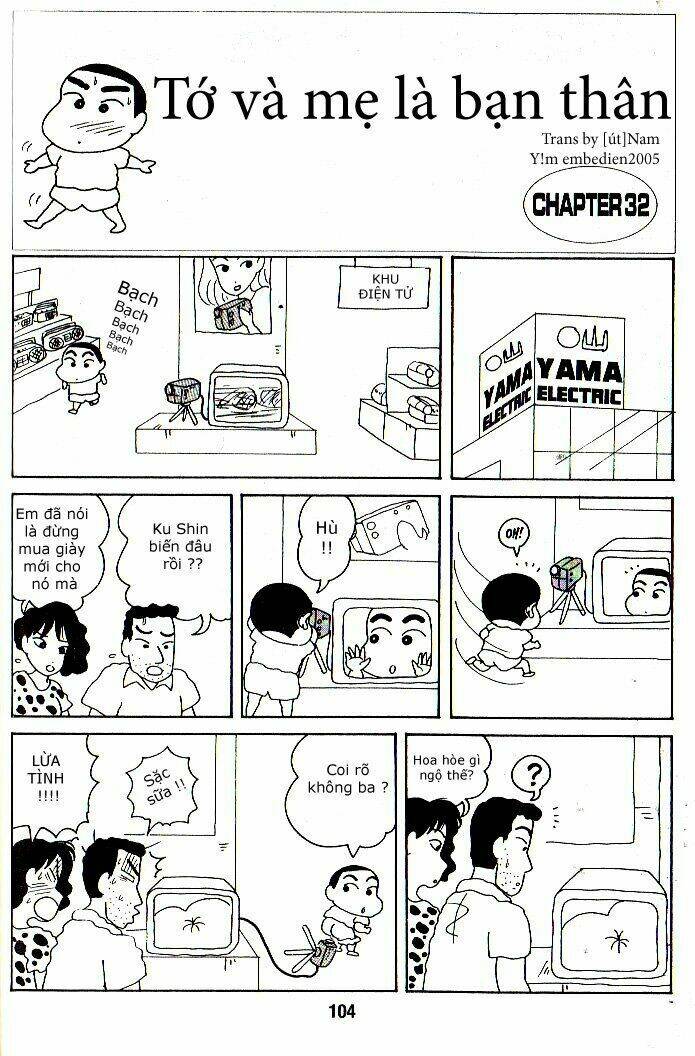 Tớ và mẹ là bạn thân
Trans by [út]Nam
Y!m embedien2005
CHAPTER 32
YAMA
ELECTRIC
YAMA
ELECTRIC
KHU
ĐIỆN TỬ
Bạch
Bạch
Bạch
Bạch
Bạch
OH!
Hù
!!
Ku Shin
biến đâu
rồi ??
Em đã nói
là đừng
mua giày
mới cho
nó mà
?
Hoa hòe gì
ngộ thế?
Coi rõ
không ba ?
Sặc
sữa !!
LỪA
TÌNH
!!!!
104